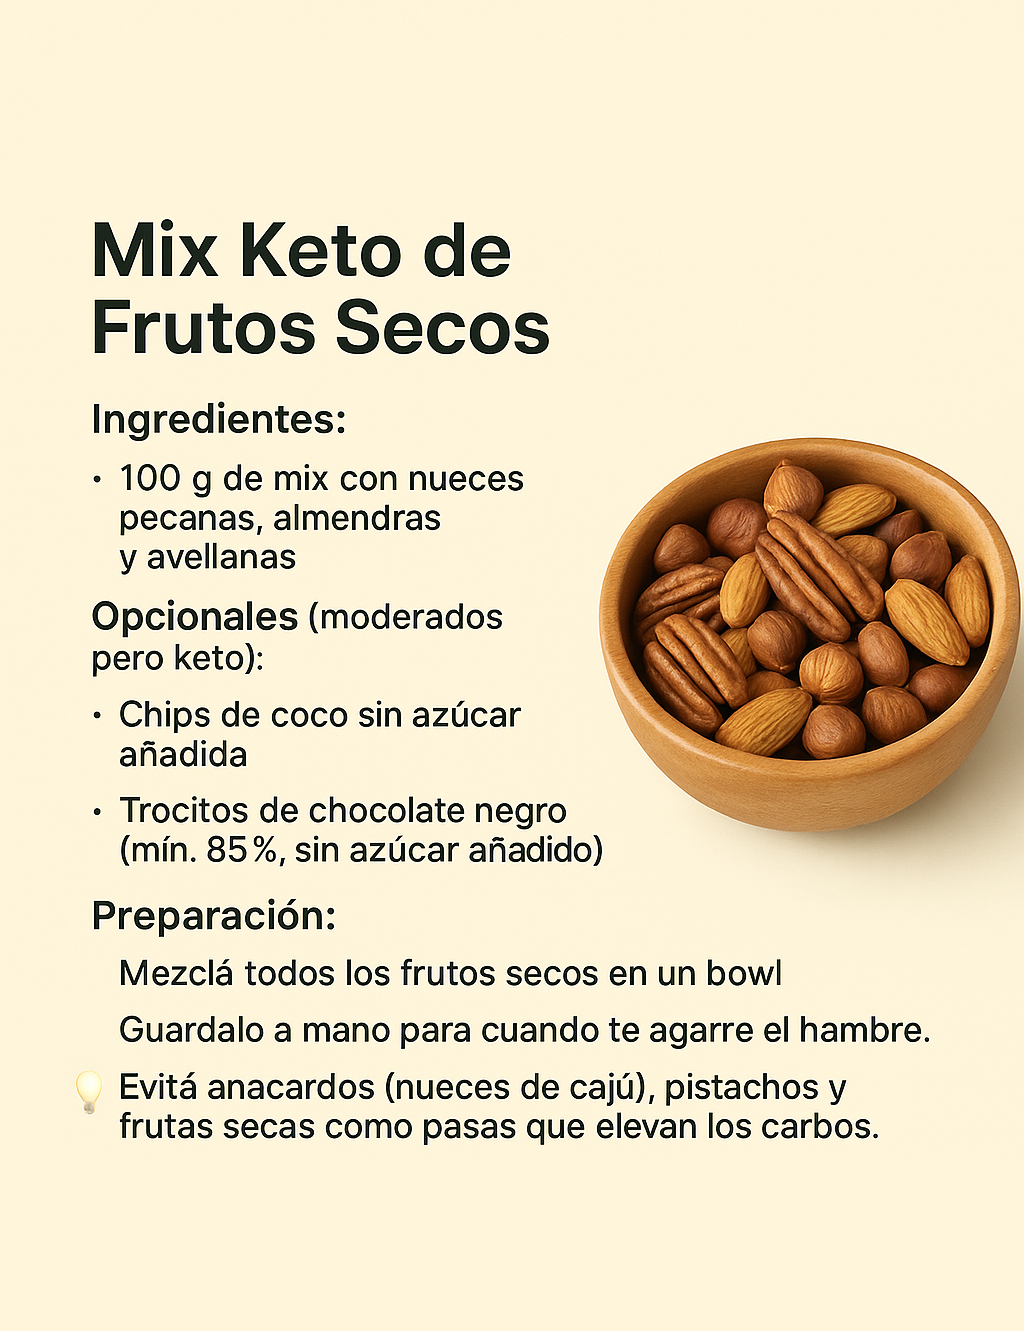 Mix Keto de
Frutos Secos
Ingredientes:
• 100 g de mix con nueces
pecanas, almendras
y avellanas
Opcionales (moderados
pero keto):
• Chips de coco sin azúcar
añadida
• Trocitos de chocolate negro
(mín. 85 %, sin azúcar añadido)
Preparación:
Mezclá todos los frutos secos en un bowl
Guardalo a mano para cuando te agarre el hambre.
Evitá anacardos (nueces de cajú), pistachos y
frutas secas como pasas que elevan los carbos.